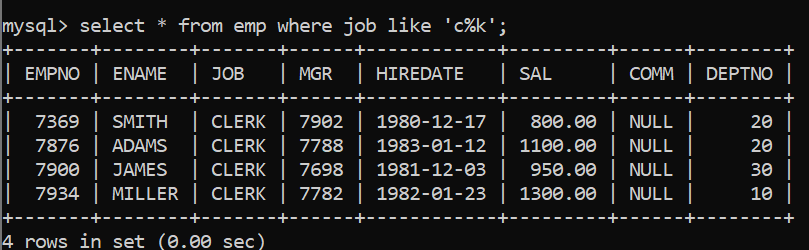 mysql> select * from emp where job like 'c%k';
+-------+--------+-------+------+------------+---------+------+--------+
| EMPNO | ENAME  | JOB   | MGR  | HIREDATE   | SAL     | COMM | DEPTNO |
+-------+--------+-------+------+------------+---------+------+--------+
|  7369 | SMITH  | CLERK | 7902 | 1980-12-17 |  800.00 | NULL |     20 |
|  7876 | ADAMS  | CLERK | 7788 | 1983-01-12 | 1100.00 | NULL |     20 |
|  7900 | JAMES  | CLERK | 7698 | 1981-12-03 |  950.00 | NULL |     30 |
|  7934 | MILLER | CLERK | 7782 | 1982-01-23 | 1300.00 | NULL |     10 |
+-------+--------+-------+------+------------+---------+------+--------+
4 rows in set (0.00 sec)